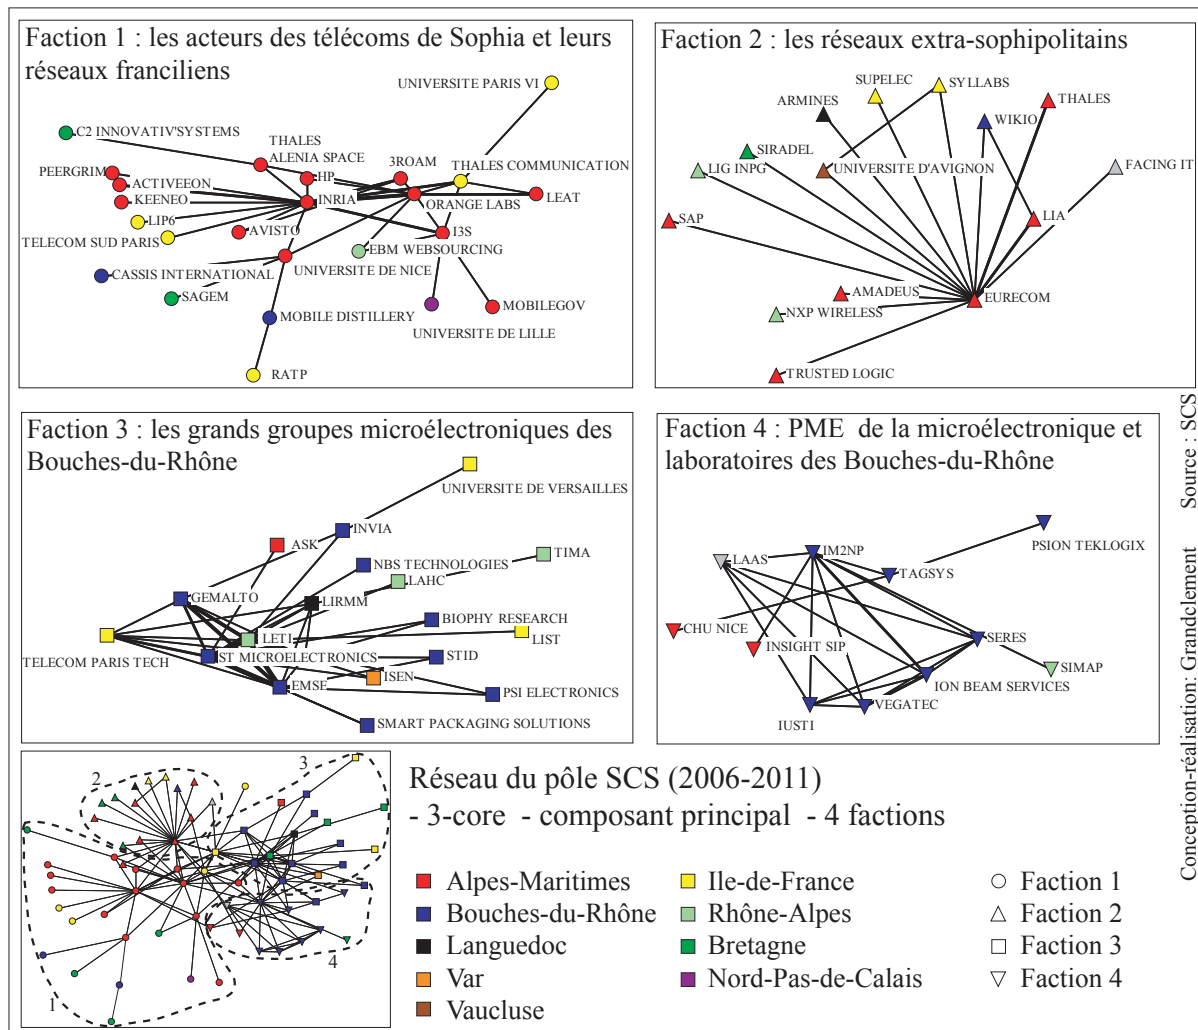 Faction 1 : les acteurs des télécoms de Sophia et leurs
réseaux franciliens
UNIVERSITE PARIS VI
C2 INNOVATIV'SYSTEMS
THALES
ALENIA SPACE
3ROAM
THALES COMMUNICATION
PEERGRIM
HP
ACTIVEEON
KEENEO
INRIA
ORANGE LABS
LEAT
LIP6
AVISTO
I3S
TELECOM SUD PARIS
EBM WEBSOURCING
UNIVERSITE DE NICE
CASSIS INTERNATIONAL
SAGEM
MOBILE DISTILLERY
MOBILEGOV
UNIVERSITE DE LILLE
RATP
Faction 2 : les réseaux extra-sophipolitains
SUPELEC
SYLLABS
ARMINES
THALES
WIKIO
SIRADEL
LIG INPG
UNIVERSITE D'AVIGNON
FACING IT
SAP
LIA
AMADEUS
EURECOM
NXP WIRELESS
TRUSTED LOGIC
Faction 3 : les grands groupes microélectroniques des
Bouches-du-Rhône
UNIVERSITE DE VERSAILLES
INVIA
ASK
TIMA
NBS TECHNOLOGIES
LAHC
GEMALTO
LIRMM
BIOPHY RESEARCH
LETI
LIST
TELECOM PARIS TECH
ST MICROELECTRONICS
STID
ISEN
EMSE
PSI ELECTRONICS
SMART PACKAGING SOLUTIONS
Faction 4 : PME de la microélectronique et
laboratoires des Bouches-du-Rhône
PSION TEKLOGIX
LAAS
IM2NP
TAGSYS
CHU NICE
INSIGHT SIP
SERES
SIMAP
ION BEAM SERVICES
VEGATEC
IUSTI
Conception-réalisation: Grandclement Source : SCS
1
2
3
4
Réseau du pôle SCS (2006-2011)
- 3-core - composant principal - 4 factions
Alpes-Maritimes
Bouches-du-Rhône
Languedoc
Var
Vaucluse
Ile-de-France
Rhône-Alpes
Bretagne
Nord-Pas-de-Calais
Faction 1
Faction 2
Faction 3
Faction 4